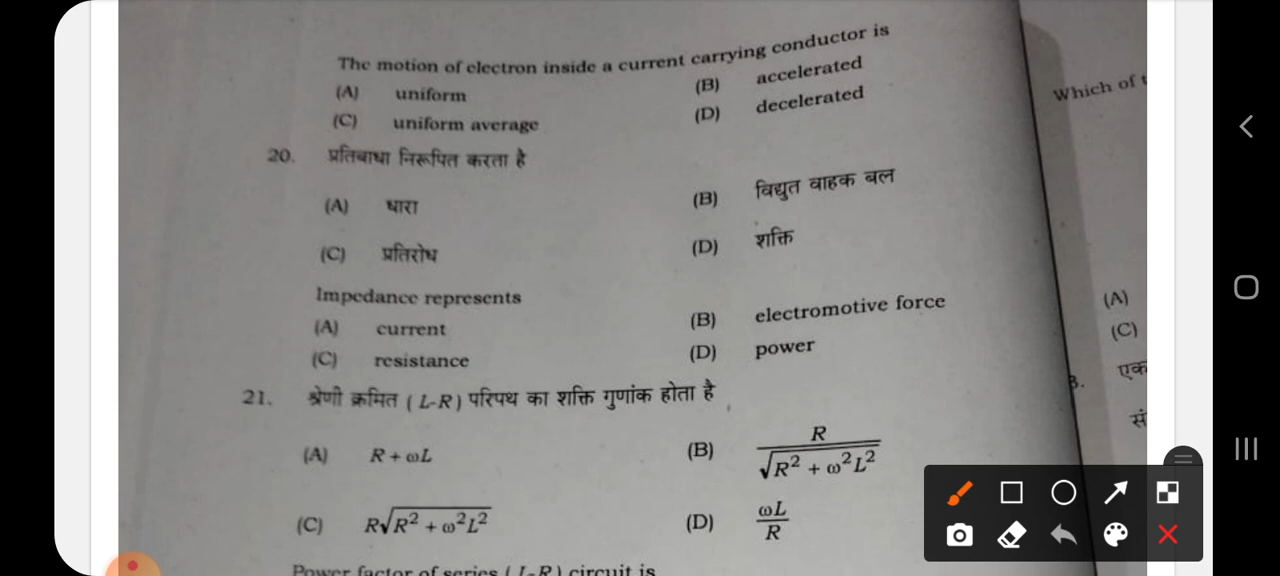 The motion of electron inside a current carrying conductor is
(A) uniform (B) accelerated
(C) uniform average (D) decelerated
20. प्रतिबाधा निरूपित करता है
(A) धारा (B) विद्युत वाहक बल
(C) प्रतिरोध (D) शक्ति
Impedance represents
(A) current (B) electromotive force
(C) resistance (D) power
21. श्रेणी क्रमित ( L-R ) परिपथ का शक्ति गुणांक होता है
(A) R + ωL (B) R / √(R² + ω²L²)
(C) R√(R² + ω²L²) (D) ωL / R
Power factor of series ( L-R ) circuit is
Which of
(A)
(C)